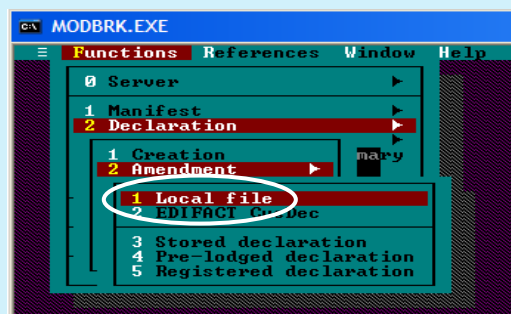 C:\ MODBRK.EXE
≡ Functions References Window Help
0 Server ►
1 Manifest ►
2 Declaration ►
►
1 Creation mary
2 Amendment ►
1 Local file
2 EDIFACT CusDec
3 Stored declaration
4 Pre-lodged declaration
5 Registered declaration